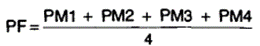 PF= PM1 + PM2 + PM3 + PM4
4